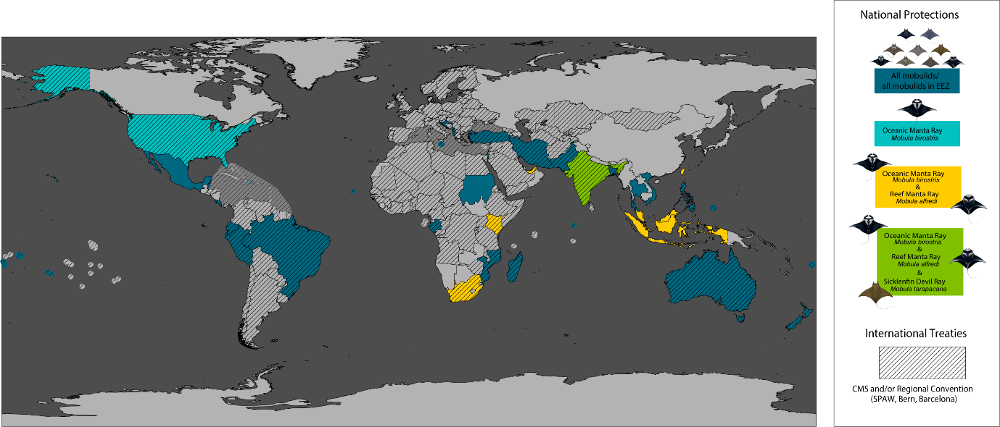 National Protections
All mobulids/
all mobulids in EEZ
Oceanic Manta Ray
Mobula birostris
Oceanic Manta Ray
Mobula birostris
&
Reef Manta Ray
Mobula alfredi
Oceanic Manta Ray
Mobula birostris
&
Reef Manta Ray
Mobula alfredi
&
Sicklenfin Devil Ray
Mobula tarapacana
International Treaties
CMS and/or Regional Convention
(SPAW, Bern, Barcelona)